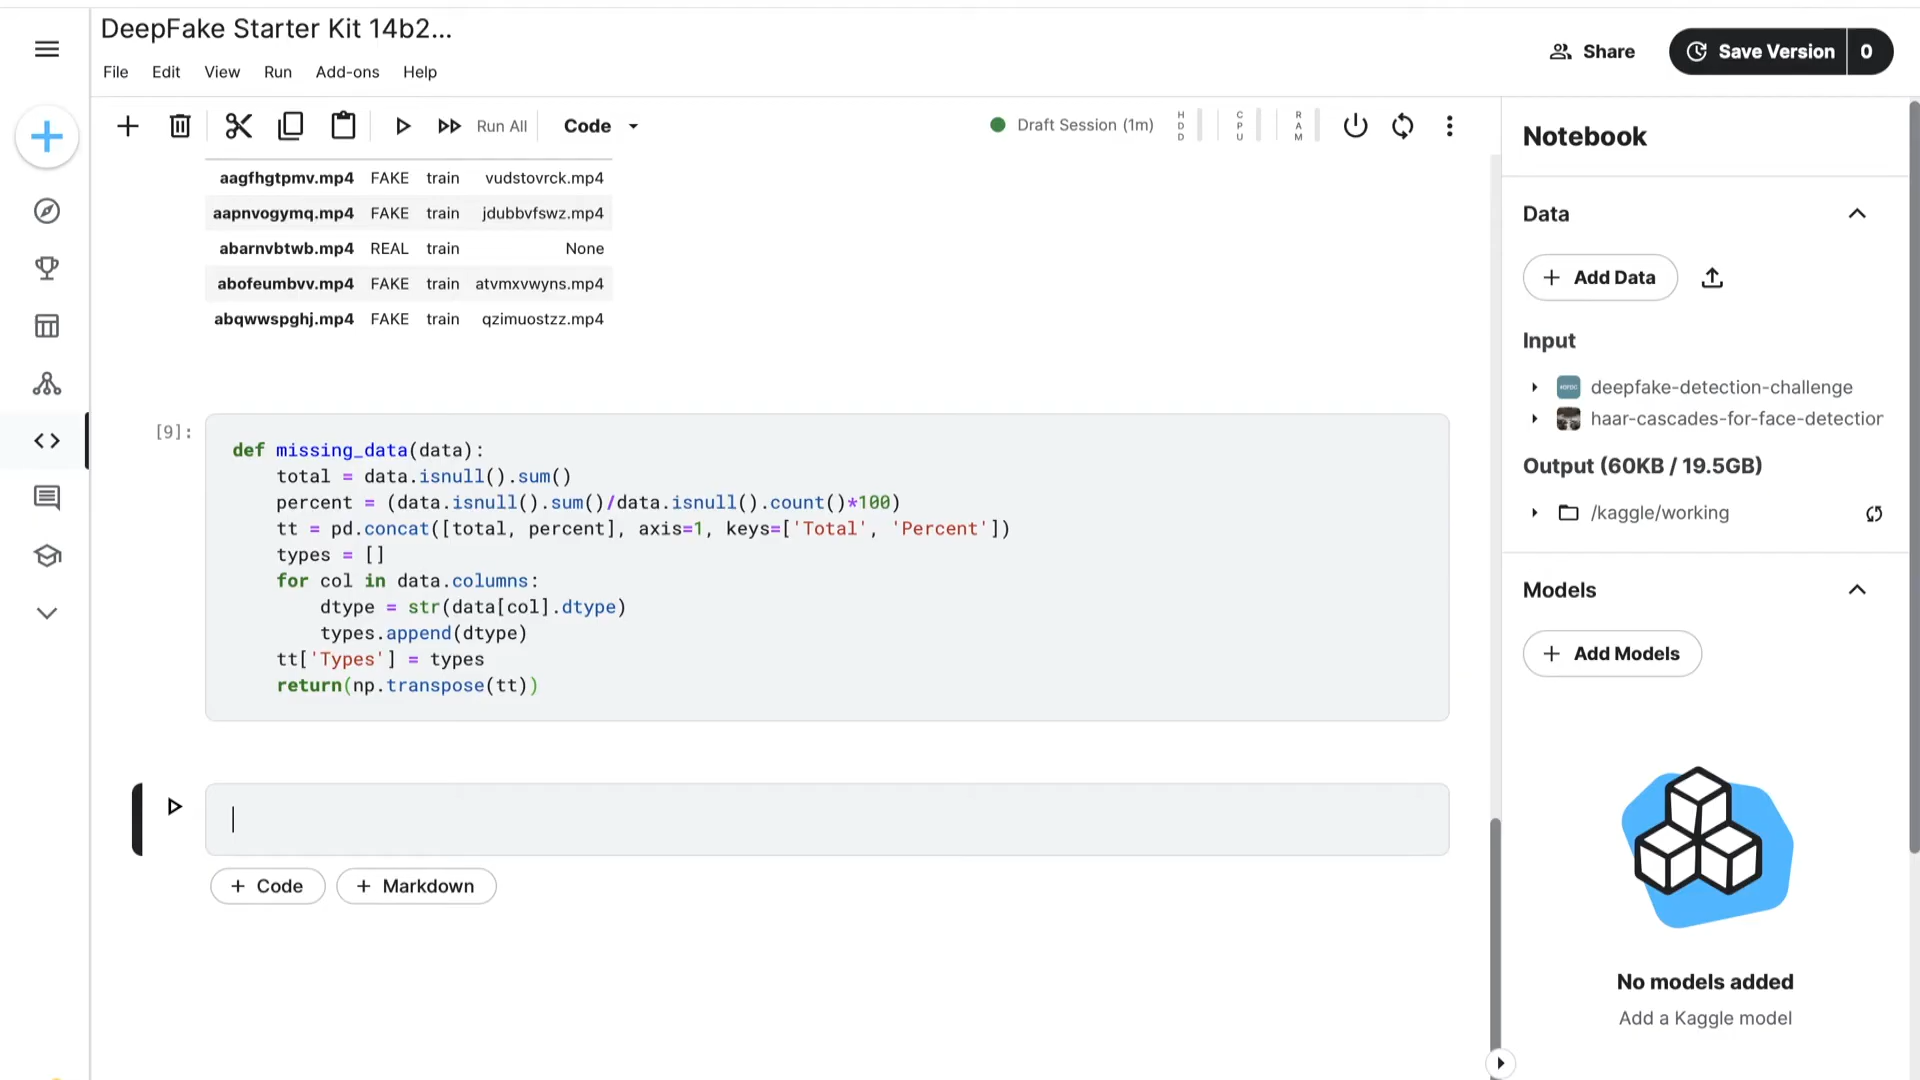 DeepFake Starter Kit 14b2...
File Edit View Run Add-ons Help
Share
Save Version 0
Run All
Code
Draft Session (1m)
HDD
CPU
RAM
aagfhgtpmv.mp4 FAKE train vudstovrck.mp4
aapnvogymq.mp4 FAKE train jdubbvfswz.mp4
abarnvbtwb.mp4 REAL train None
abofeumbvv.mp4 FAKE train atvmxvwyns.mp4
abqwwspghj.mp4 FAKE train qzimuostzz.mp4
[9]:
def missing_data(data):
    total = data.isnull().sum()
    percent = (data.isnull().sum()/data.isnull().count()*100)
    tt = pd.concat([total, percent], axis=1, keys=['Total', 'Percent'])
    types = []
    for col in data.columns:
        dtype = str(data[col].dtype)
        types.append(dtype)
    tt['Types'] = types
    return(np.transpose(tt))
+ Code
+ Markdown
Notebook
Data
+ Add Data
Input
deepfake-detection-challenge
haar-cascades-for-face-detection
Output (60KB / 19.5GB)
/kaggle/working
Models
+ Add Models
No models added
Add a Kaggle model